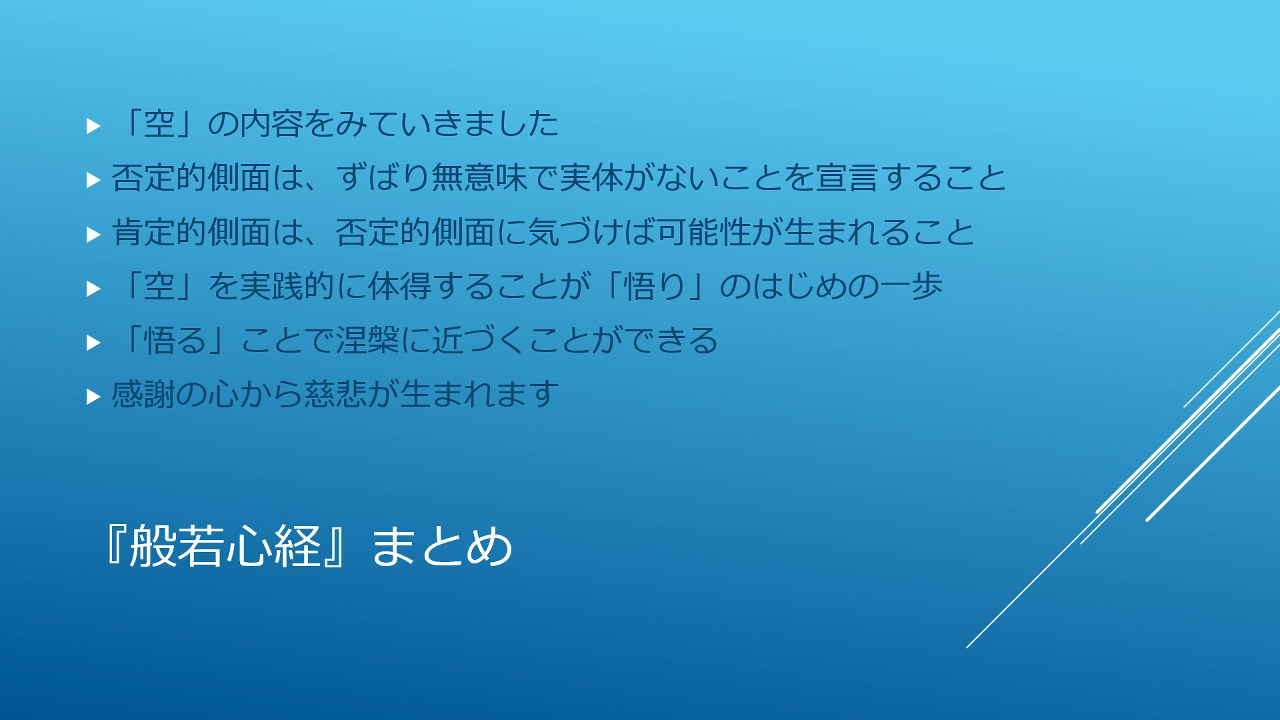 「空」の内容をみていきました
否定的側面は、ずばり無意味で実体がないことを宣言すること
肯定的側面は、否定的側面に気づけば可能性が生まれること
「空」を実践的に体得することが「悟り」のはじめの一歩
「悟る」ことで涅槃に近づくことができる
感謝の心から慈悲が生まれます
『般若心経』まとめ